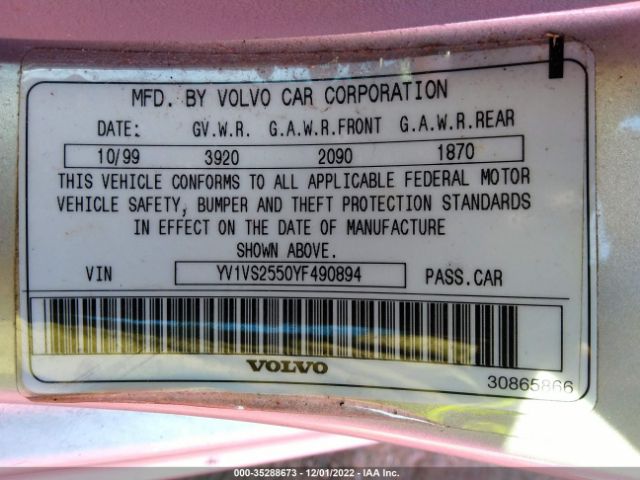 MFD. BY VOLVO CAR CORPORATION
DATE: GV.W.R. G.A.W.R.FRONT G.A.W.R.REAR
10/99 3920 2090 1870
THIS VEHICLE CONFORMS TO ALL APPLICABLE FEDERAL MOTOR
VEHICLE SAFETY, BUMPER AND THEFT PROTECTION STANDARDS
IN EFFECT ON THE DATE OF MANUFACTURE
SHOWN ABOVE.
VIN YV1VS2550YF490894 PASS.CAR
VOLVO
30865866
000-35288673 - 12/01/2022 - IAA Inc.